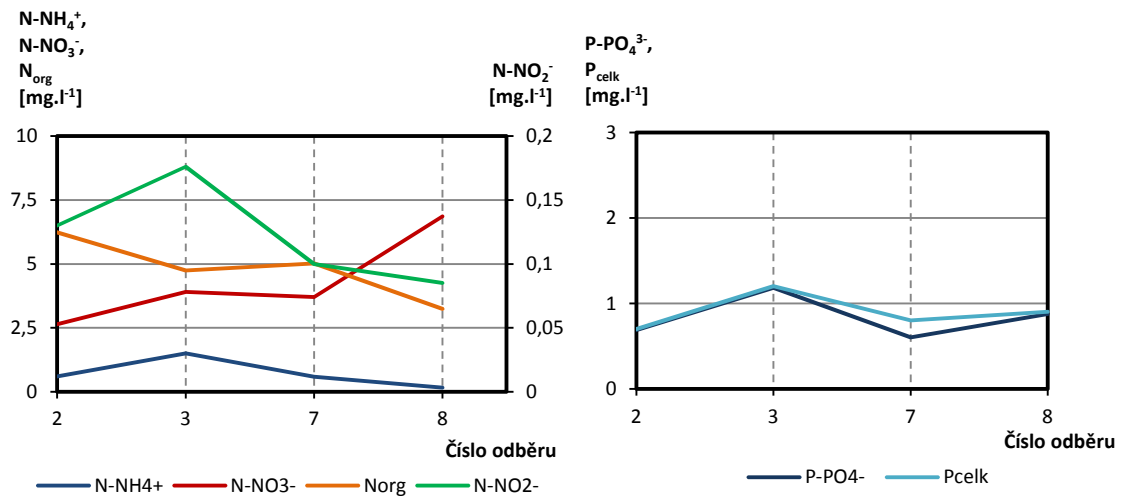 N-NH₄⁺,
N-NO₃⁻,
N_org
[mg.l⁻¹]
N-NO₂⁻
[mg.l⁻¹]
10
7,5
5
2,5
0
0,2
0,15
0,1
0,05
0
2 3 7 8
Číslo odběru
N-NH4+ N-NO3- Norg N-NO2-
P-PO₄³⁻,
P_celk
[mg.l⁻¹]
3
2
1
0
2 3 7 8
Číslo odběru
P-PO4- Pcelk